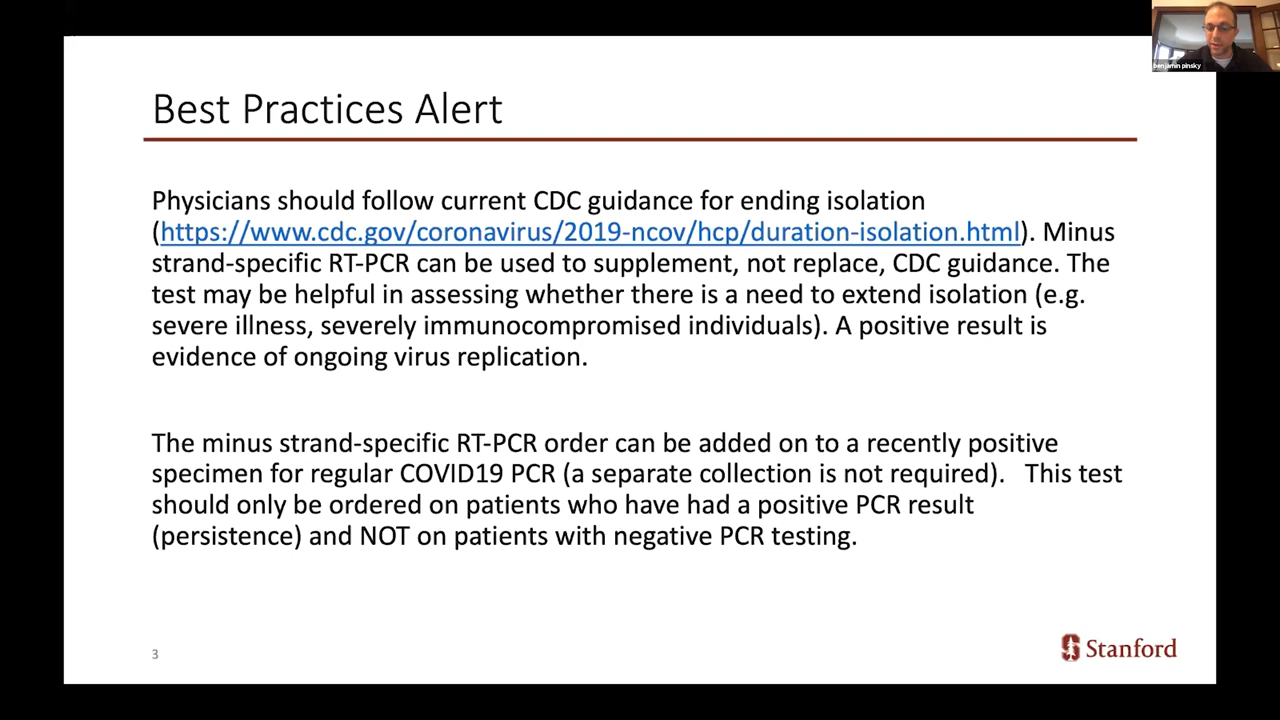 benjamin pinsky
Best Practices Alert
Physicians should follow current CDC guidance for ending isolation
(https://www.cdc.gov/coronavirus/2019-ncov/hcp/duration-isolation.html). Minus
strand-specific RT-PCR can be used to supplement, not replace, CDC guidance. The
test may be helpful in assessing whether there is a need to extend isolation (e.g.
severe illness, severely immunocompromised individuals). A positive result is
evidence of ongoing virus replication.
The minus strand-specific RT-PCR order can be added on to a recently positive
specimen for regular COVID19 PCR (a separate collection is not required).   This test
should only be ordered on patients who have had a positive PCR result
(persistence) and NOT on patients with negative PCR testing.
3
Stanford